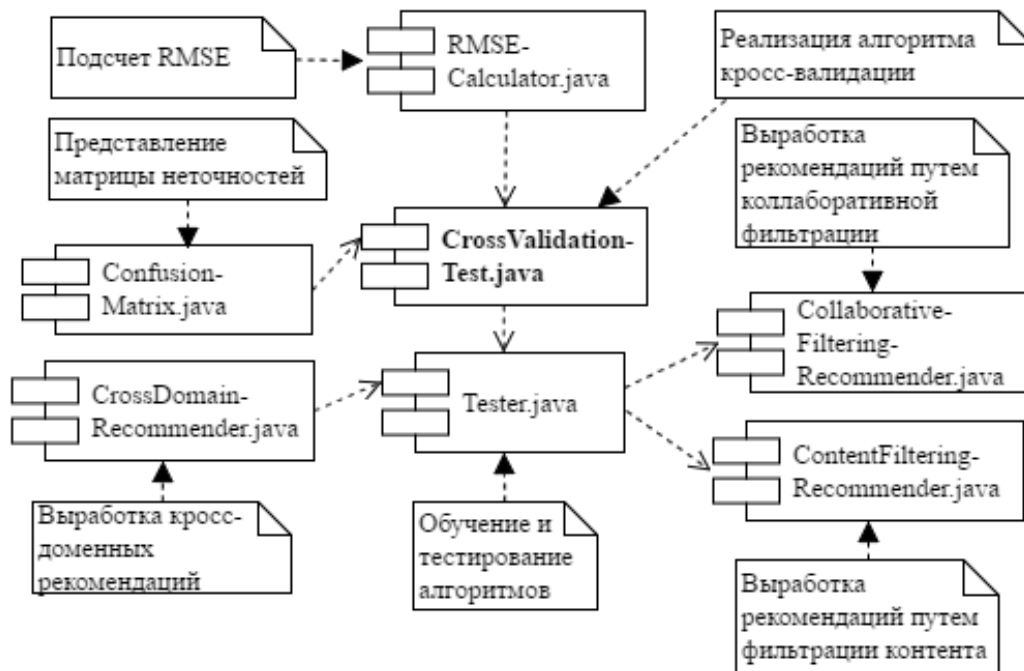 Подсчет RMSE
RMSE-
Calculator.java
Реализация алгоритма
кросс-валидации
Представление
матрицы неточностей
Выработка
рекомендаций путем
коллаборативной
фильтрации
CrossValidation-
Test.java
Confusion-
Matrix.java
Collaborative-
Filtering-
Recommender.java
CrossDomain-
Recommender.java
Tester.java
ContentFiltering-
Recommender.java
Выработка кросс-
доменных
рекомендаций
Обучение и
тестирование
алгоритмов
Выработка
рекомендаций путем
фильтрации контента